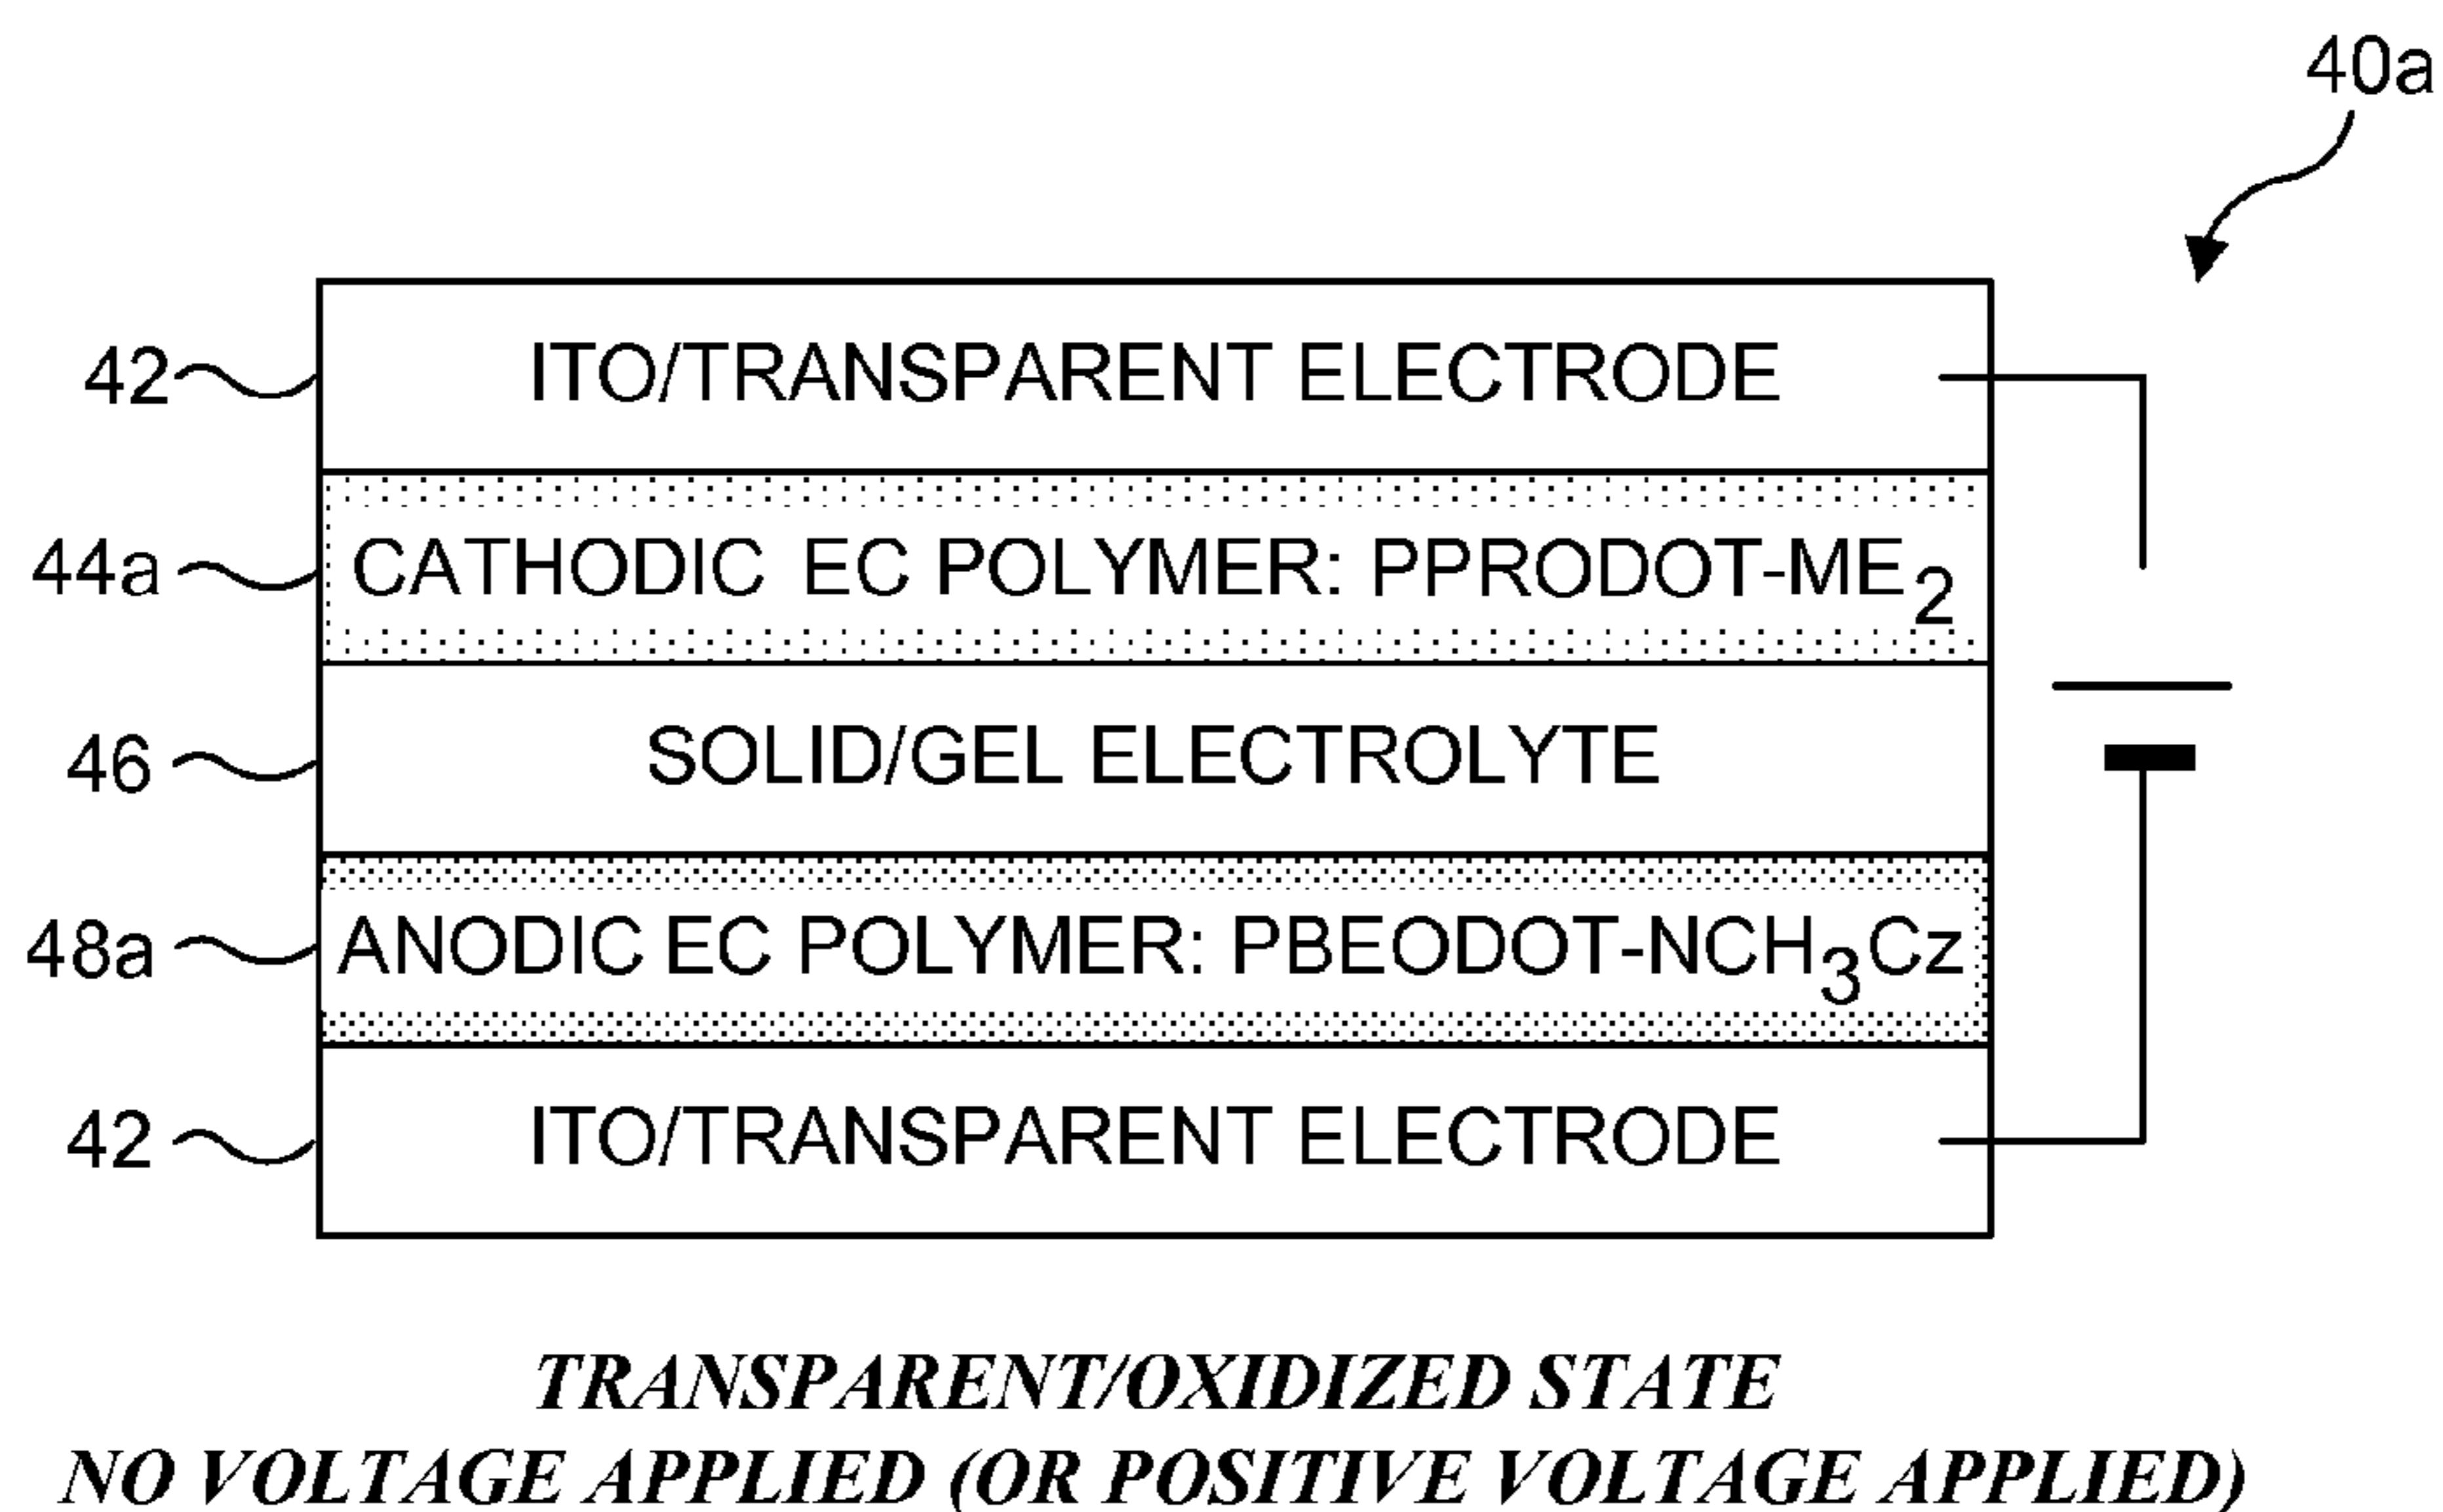 40a
42 ITO/TRANSPARENT ELECTRODE
44a CATHODIC EC POLYMER: PPRODOT-ME₂
46 SOLID/GEL ELECTROLYTE
48a ANODIC EC POLYMER: PBEODOT-NCH₃Cz
42 ITO/TRANSPARENT ELECTRODE
TRANSPARENT/OXIDIZED STATE
NO VOLTAGE APPLIED (OR POSITIVE VOLTAGE APPLIED)